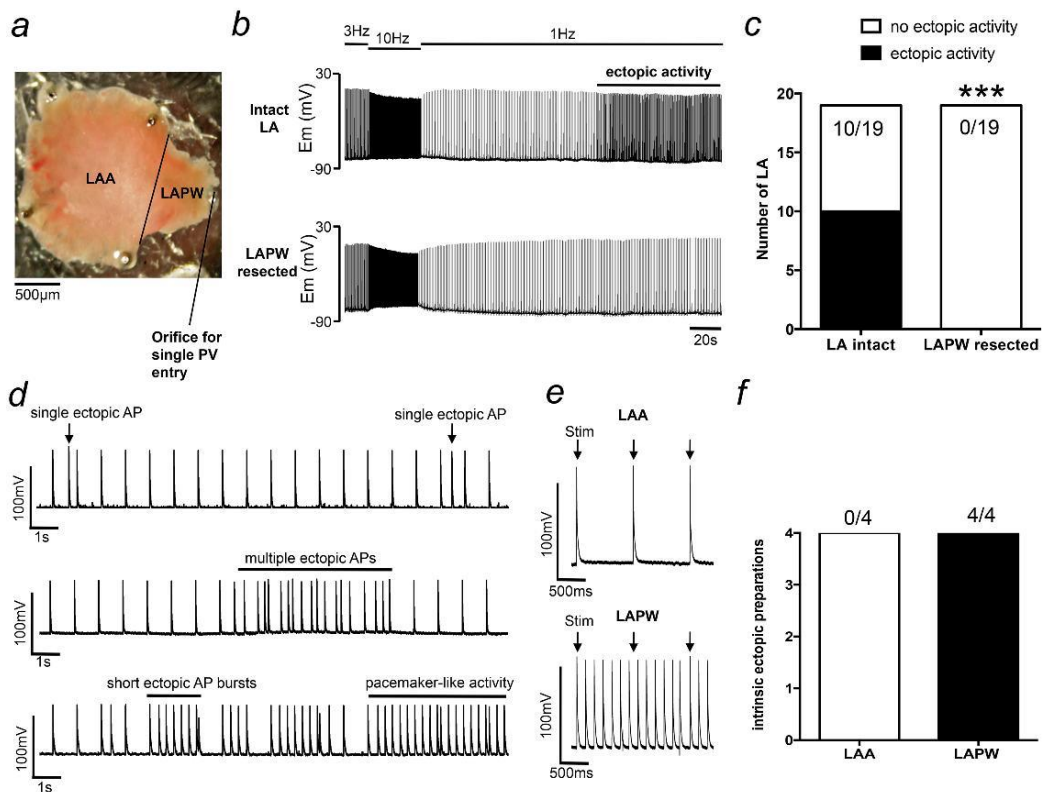 a
LAA
LAPW
500µm
Orifice for
single PV
entry
b
3Hz
10Hz
1Hz
ectopic activity
Intact
LA
Em (mV)
30
-90
LAPW
resected
Em (mV)
30
-90
20s
c
no ectopic activity
ectopic activity
Number of LA
20
15
10
5
0
10/19
***
0/19
LA intact
LAPW resected
d
single ectopic AP
single ectopic AP
100mV
1s
multiple ectopic APs
100mV
1s
short ectopic AP bursts
pacemaker-like activity
100mV
1s
e
LAA
Stim
100mV
500ms
LAPW
Stim
100mV
500ms
f
intrinsic ectopic preparations
4
3
2
1
0
0/4
4/4
LAA
LAPW